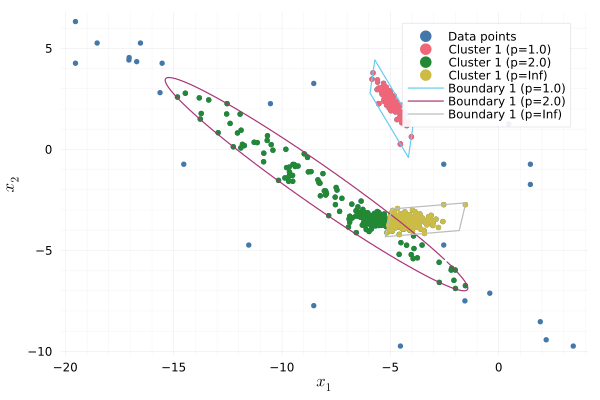 Data points
Cluster 1 (p=1.0)
Cluster 1 (p=2.0)
Cluster 1 (p=Inf)
Boundary 1 (p=1.0)
Boundary 1 (p=2.0)
Boundary 1 (p=Inf)
5
0
−5
−10
x₂
−20 −15 −10 −5 0
x₁